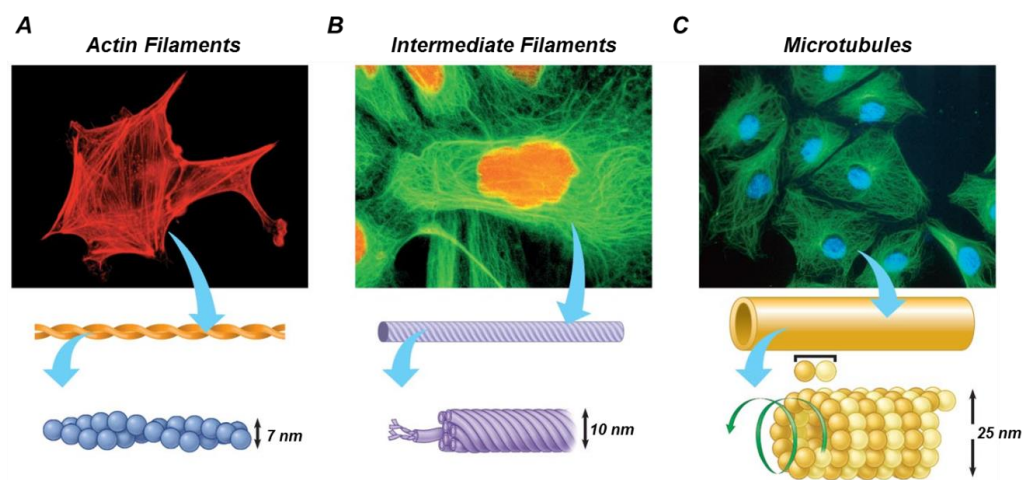 A
Actin Filaments
B
Intermediate Filaments
C
Microtubules
7 nm
10 nm
25 nm